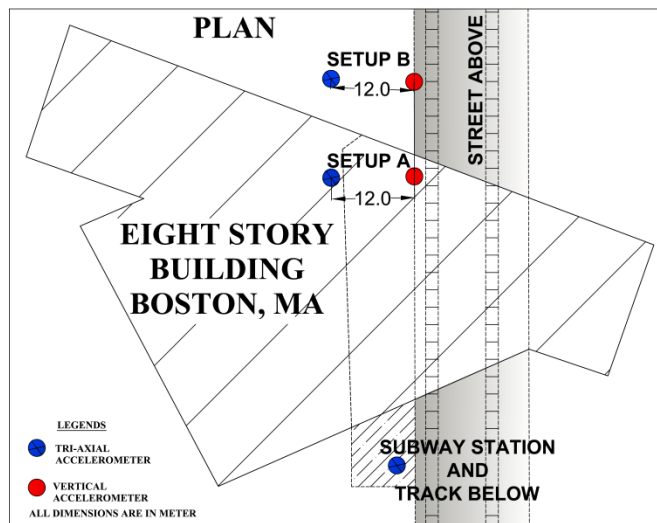 PLAN
SETUP B
12.0
STREET ABOVE
SETUP A
12.0
EIGHT STORY
BUILDING
BOSTON, MA
LEGENDS
TRI-AXIAL
ACCELEROMETER
VERTICAL
ACCELEROMETER
ALL DIMENSIONS ARE IN METER
SUBWAY STATION
AND
TRACK BELOW